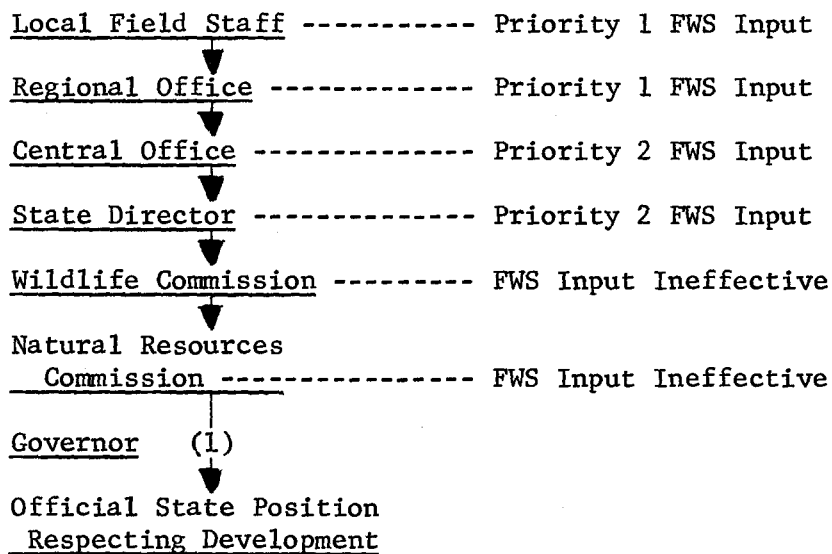 Local Field Staff ------------ Priority 1 FWS Input
Regional Office ------------- Priority 1 FWS Input
Central Office -------------- Priority 2 FWS Input
State Director -------------- Priority 2 FWS Input
Wildlife Commission ---------- FWS Input Ineffective
Natural Resources
Commission ---------------- FWS Input Ineffective
Governor (1)
Official State Position
Respecting Development